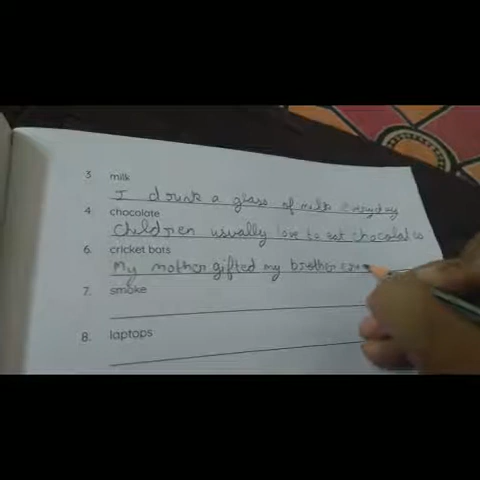 3 milk
I drink a glass of milk everyday
4. chocolate
Children usually love to eat chocolates
6. cricket bats
My mother gifted my brother
7. smoke
8. laptops